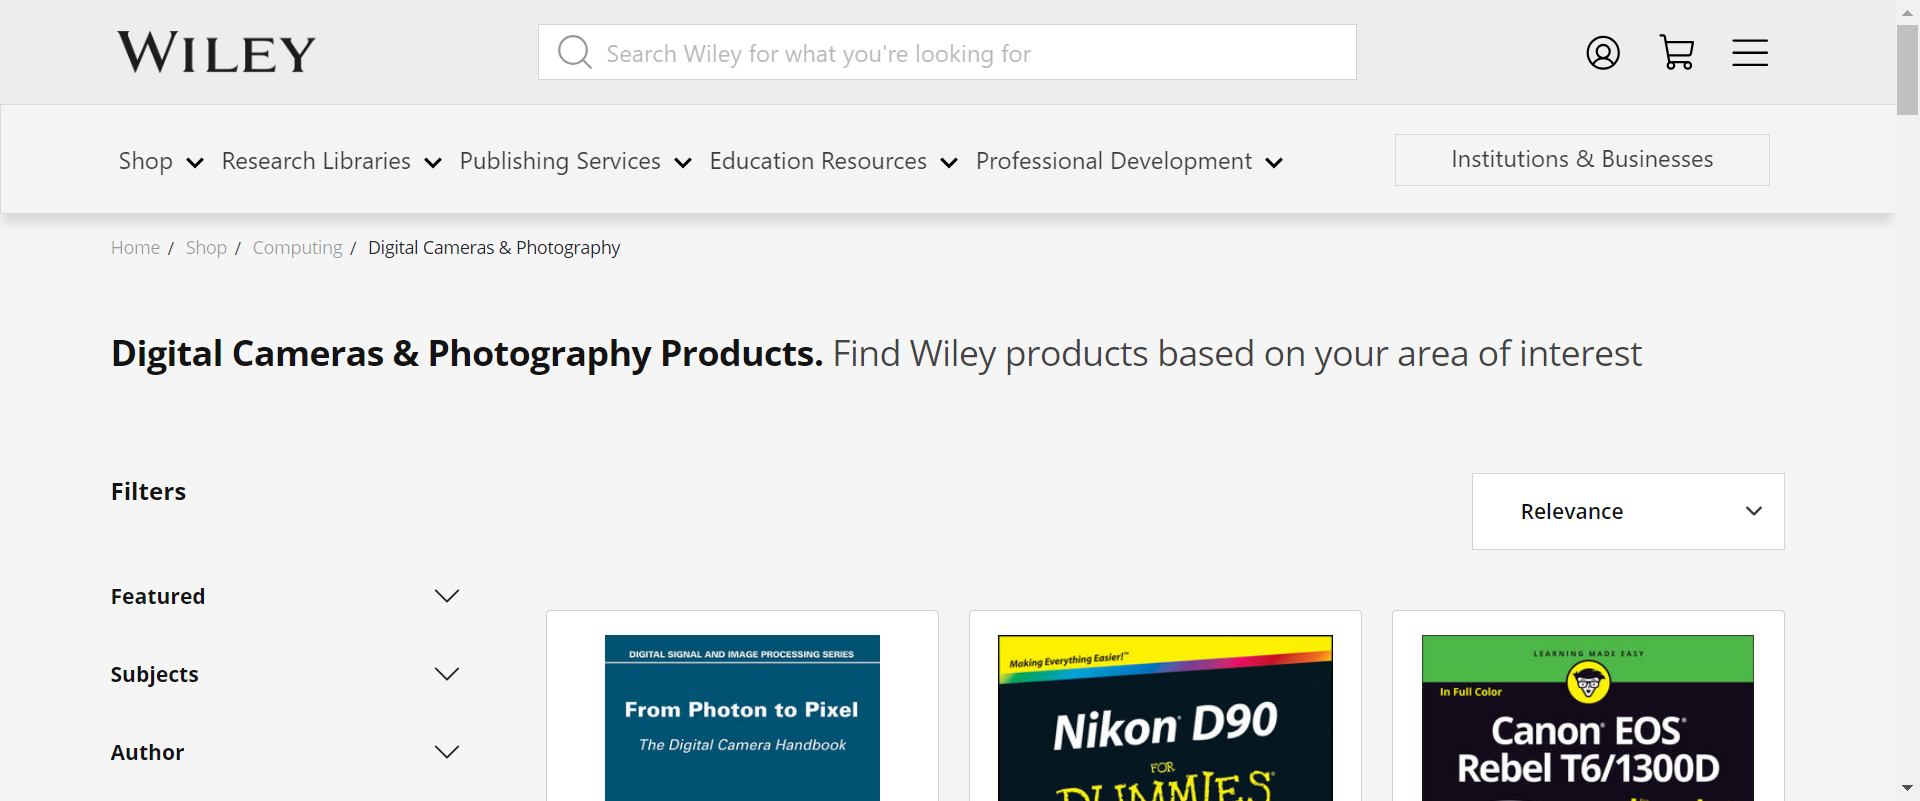 WILEY
Search Wiley for what you're looking for
Shop Research Libraries Publishing Services Education Resources Professional Development Institutions & Businesses
Home / Shop / Computing / Digital Cameras & Photography
Digital Cameras & Photography Products. Find Wiley products based on your area of interest
Filters
Relevance
Featured
Subjects
Author
DIGITAL SIGNAL AND IMAGE PROCESSING SERIES
From Photon to Pixel
The Digital Camera Handbook
Making Everything Easier!™
Nikon® D90
FOR
DUMMIES®
LEARNING MADE EASY
In Full Color
Canon® EOS®
Rebel T6/1300D